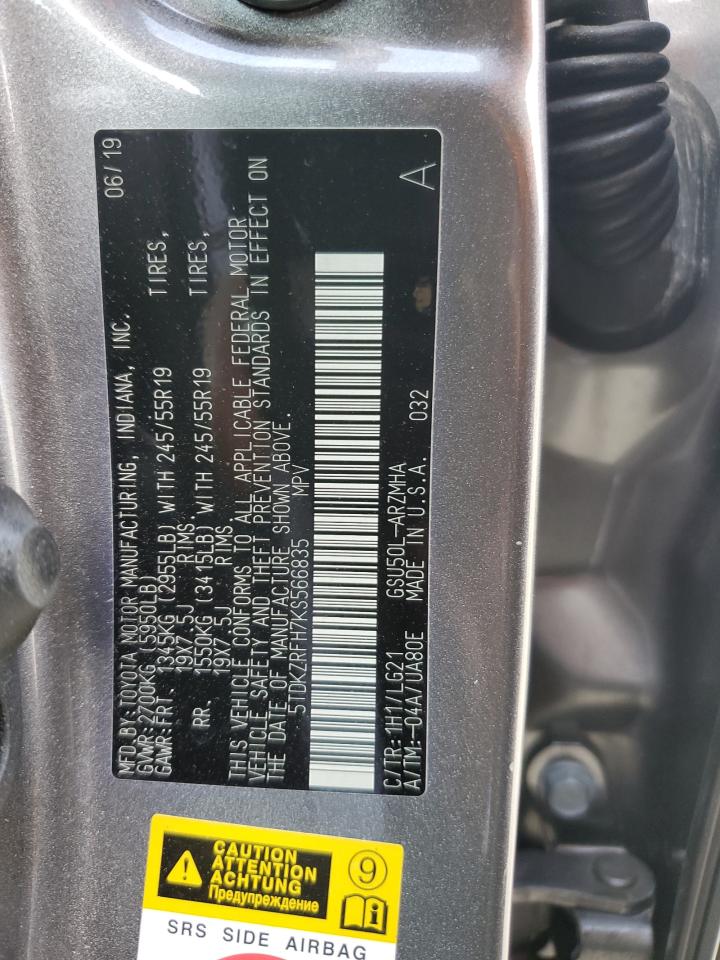 MFD.BY:TOYOTA MOTOR MANUFACTURING, INDIANA, INC. 06/19
GVWR:2700KG (5950LB)
GAWR:FRT. 1345KG (2955LB) WITH 245/55R19 TIRES,
19X7.5J RIMS.
RR. 1550KG (3415LB) WITH 245/55R19 TIRES,
19X7.5J RIMS
THIS VEHICLE CONFORMS TO ALL APPLICABLE FEDERAL MOTOR
VEHICLE SAFETY AND THEFT PREVENTION STANDARDS IN EFFECT ON
THE DATE OF MANUFACTURE SHOWN ABOVE.
5TDKZRFH7KS566835 MPV
C/TR:1H1/LG21 GSU50L-ARZMHA
A/TM:-04A/UA80E MADE IN U.S.A. 032 A
CAUTION
ATTENTION
ACHTUNG
Предупреждение
9
SRS SIDE AIRBAG